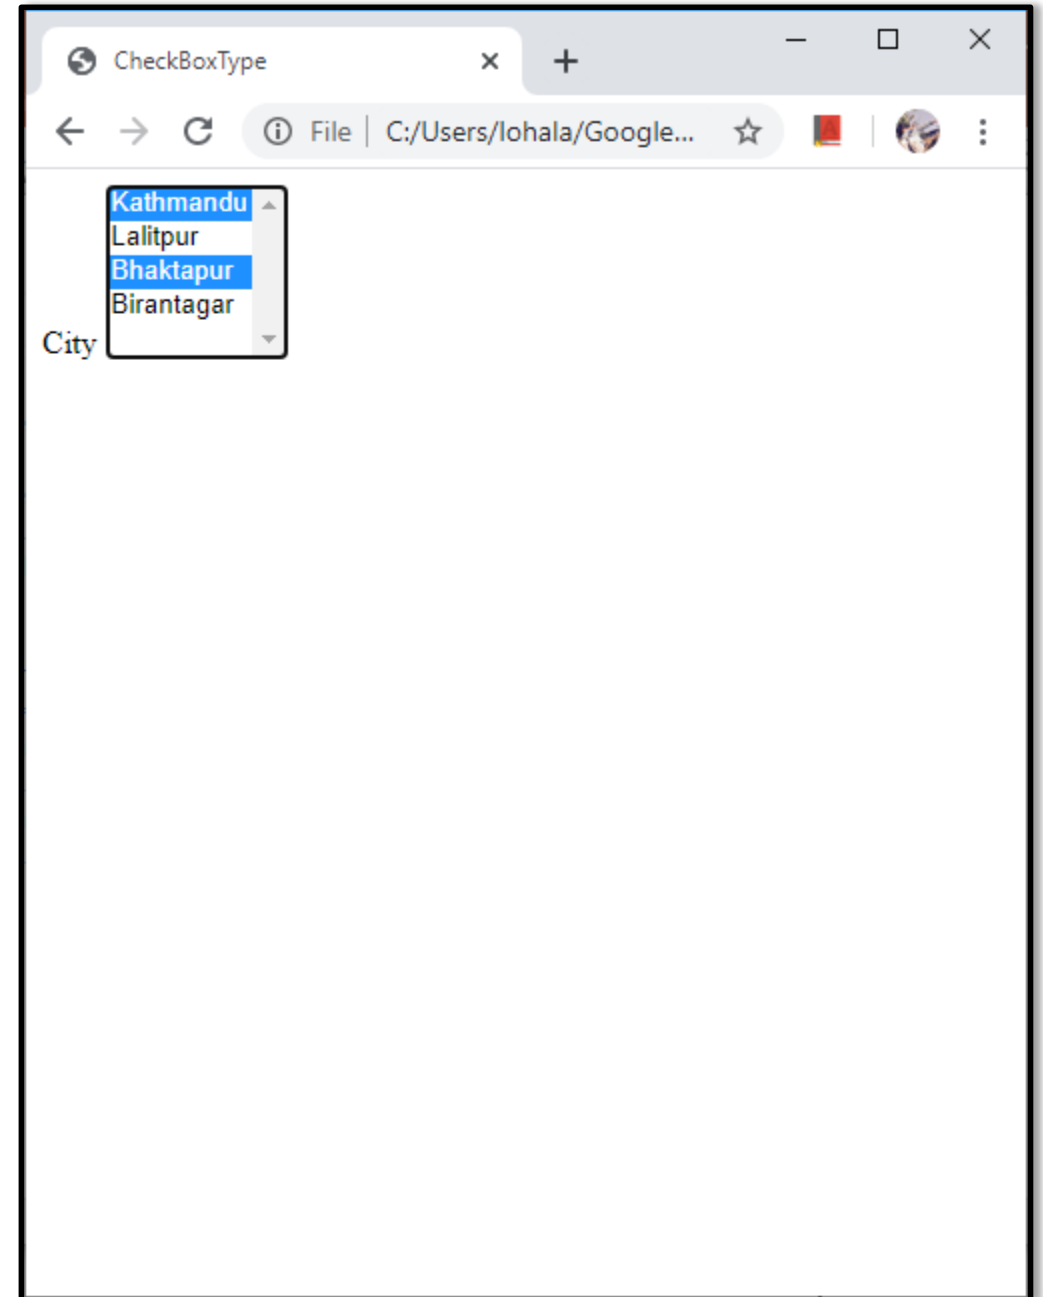 CheckBoxType
File | C:/Users/lohala/Google...
Kathmandu
Lalitpur
Bhaktapur
Birantagar
City